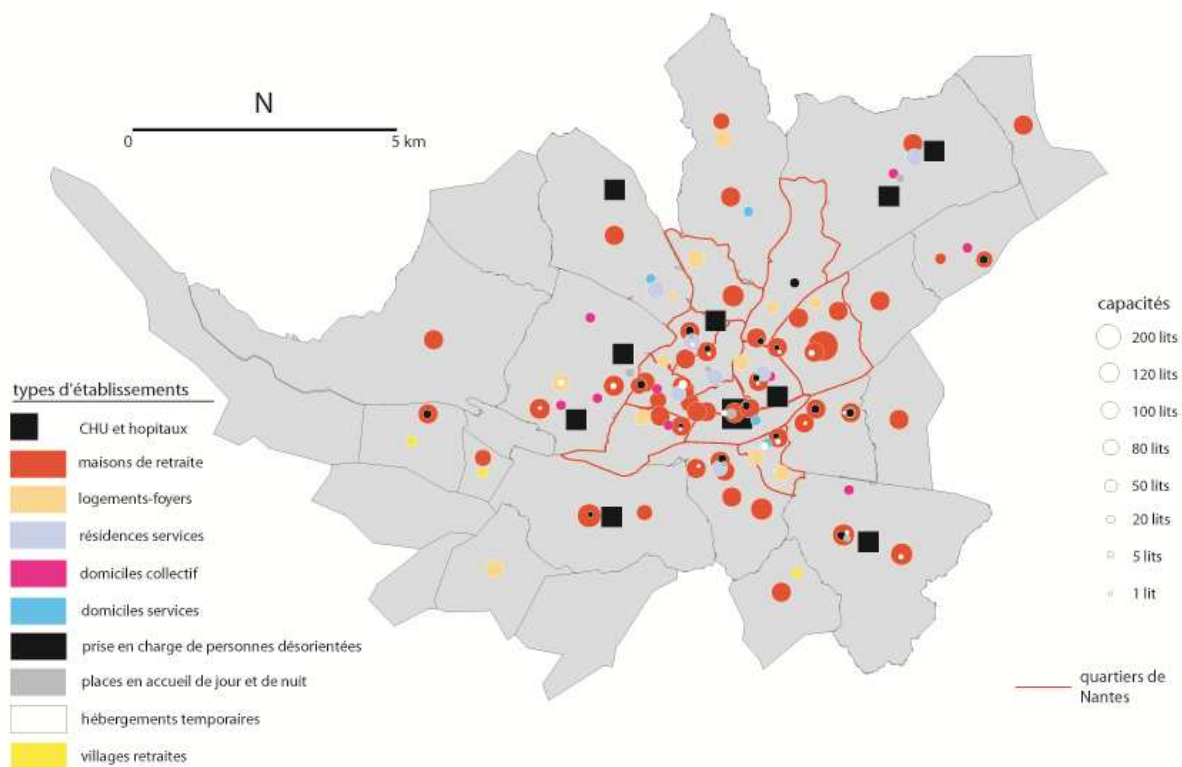 N
0 5 km
types d'établissements
CHU et hopitaux
maisons de retraite
logements-foyers
résidences services
domiciles collectif
domiciles services
prise en charge de personnes désorientées
places en accueil de jour et de nuit
hébergements temporaires
villages retraites
capacités
200 lits
120 lits
100 lits
80 lits
50 lits
20 lits
5 lits
1 lit
quartiers de
Nantes